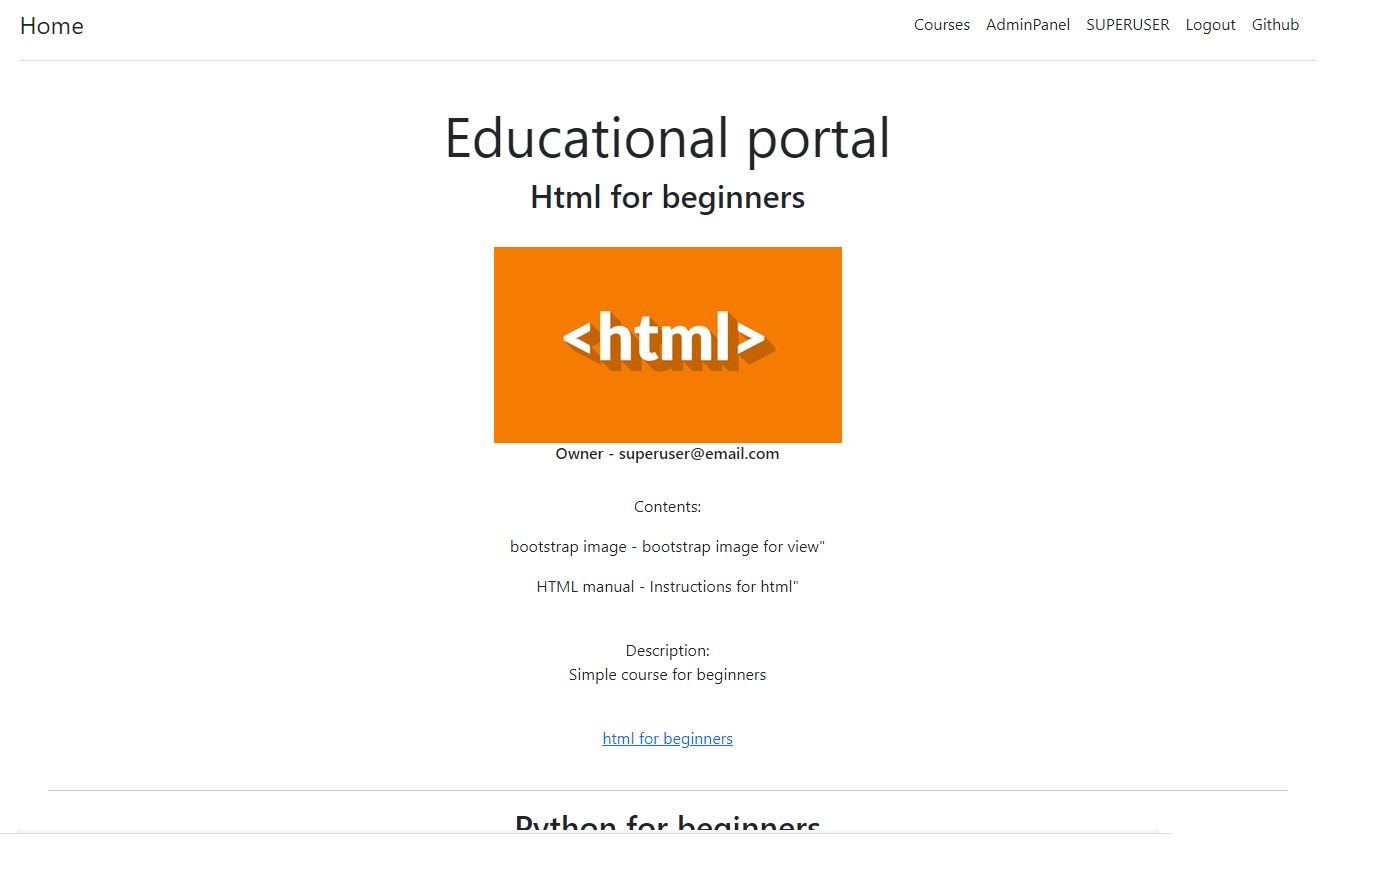 Home Courses AdminPanel SUPERUSER Logout Github
Educational portal
Html for beginners
<html>
Owner - superuser@email.com
Contents:
bootstrap image - bootstrap image for view"
HTML manual - Instructions for html"
Description:
Simple course for beginners
html for beginners
Python for beginners